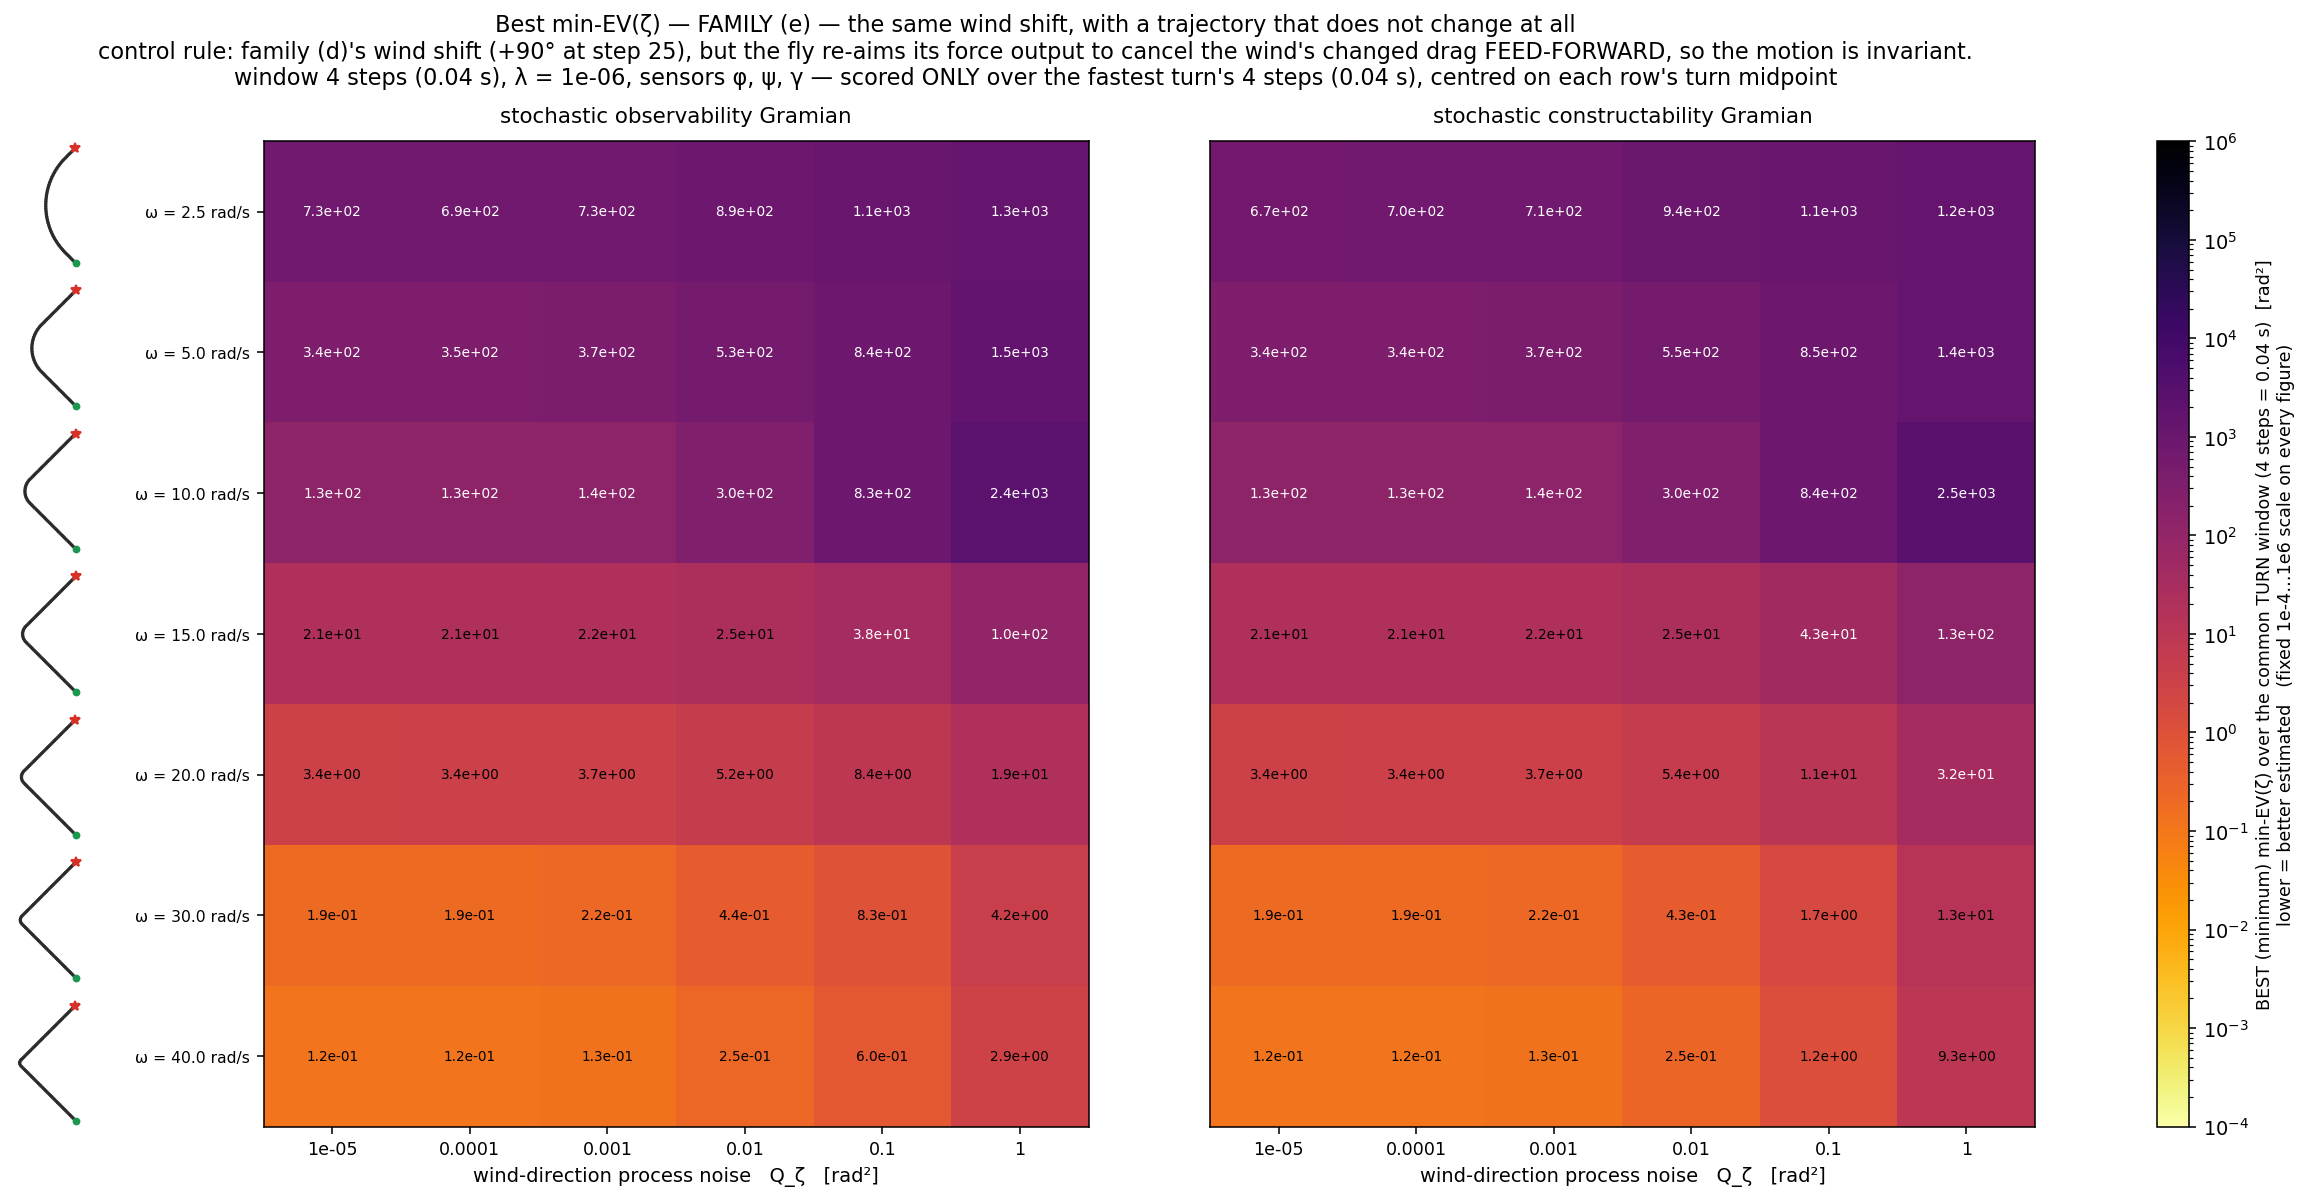 Best min-EV(ζ) — FAMILY (e) — the same wind shift, with a trajectory that does not change at all
control rule: family (d)'s wind shift (+90° at step 25), but the fly re-aims its force output to cancel the wind's changed drag FEED-FORWARD, so the motion is invariant.
window 4 steps (0.04 s), λ = 1e-06, sensors φ, ψ, γ — scored ONLY over the fastest turn's 4 steps (0.04 s), centred on each row's turn midpoint
stochastic observability Gramian
ω = 2.5 rad/s 7.3e+02 6.9e+02 7.3e+02 8.9e+02 1.1e+03 1.3e+03
ω = 5.0 rad/s 3.4e+02 3.5e+02 3.7e+02 5.3e+02 8.4e+02 1.5e+03
ω = 10.0 rad/s 1.3e+02 1.3e+02 1.4e+02 3.0e+02 8.3e+02 2.4e+03
ω = 15.0 rad/s 2.1e+01 2.1e+01 2.2e+01 2.5e+01 3.8e+01 1.0e+02
ω = 20.0 rad/s 3.4e+00 3.4e+00 3.7e+00 5.2e+00 8.4e+00 1.9e+01
ω = 30.0 rad/s 1.9e-01 1.9e-01 2.2e-01 4.4e-01 8.3e-01 4.2e+00
ω = 40.0 rad/s 1.2e-01 1.2e-01 1.3e-01 2.5e-01 6.0e-01 2.9e+00
1e-05 0.0001 0.001 0.01 0.1 1
wind-direction process noise Q_ζ [rad²]
stochastic constructability Gramian
6.7e+02 7.0e+02 7.1e+02 9.4e+02 1.1e+03 1.2e+03
3.4e+02 3.4e+02 3.7e+02 5.5e+02 8.5e+02 1.4e+03
1.3e+02 1.3e+02 1.4e+02 3.0e+02 8.4e+02 2.5e+03
2.1e+01 2.1e+01 2.2e+01 2.5e+01 4.3e+01 1.3e+02
3.4e+00 3.4e+00 3.7e+00 5.4e+00 1.1e+01 3.2e+01
1.9e-01 1.9e-01 2.2e-01 4.3e-01 1.7e+00 1.3e+01
1.2e-01 1.2e-01 1.3e-01 2.5e-01 1.2e+00 9.3e+00
1e-05 0.0001 0.001 0.01 0.1 1
wind-direction process noise Q_ζ [rad²]
10⁶
10⁵
10⁴
10³
10²
10¹
10⁰
10⁻¹
10⁻²
10⁻³
10⁻⁴
BEST (minimum) min-EV(ζ) over the common TURN window (4 steps = 0.04 s) [rad²]
lower = better estimated (fixed 1e-4...1e6 scale on every figure)